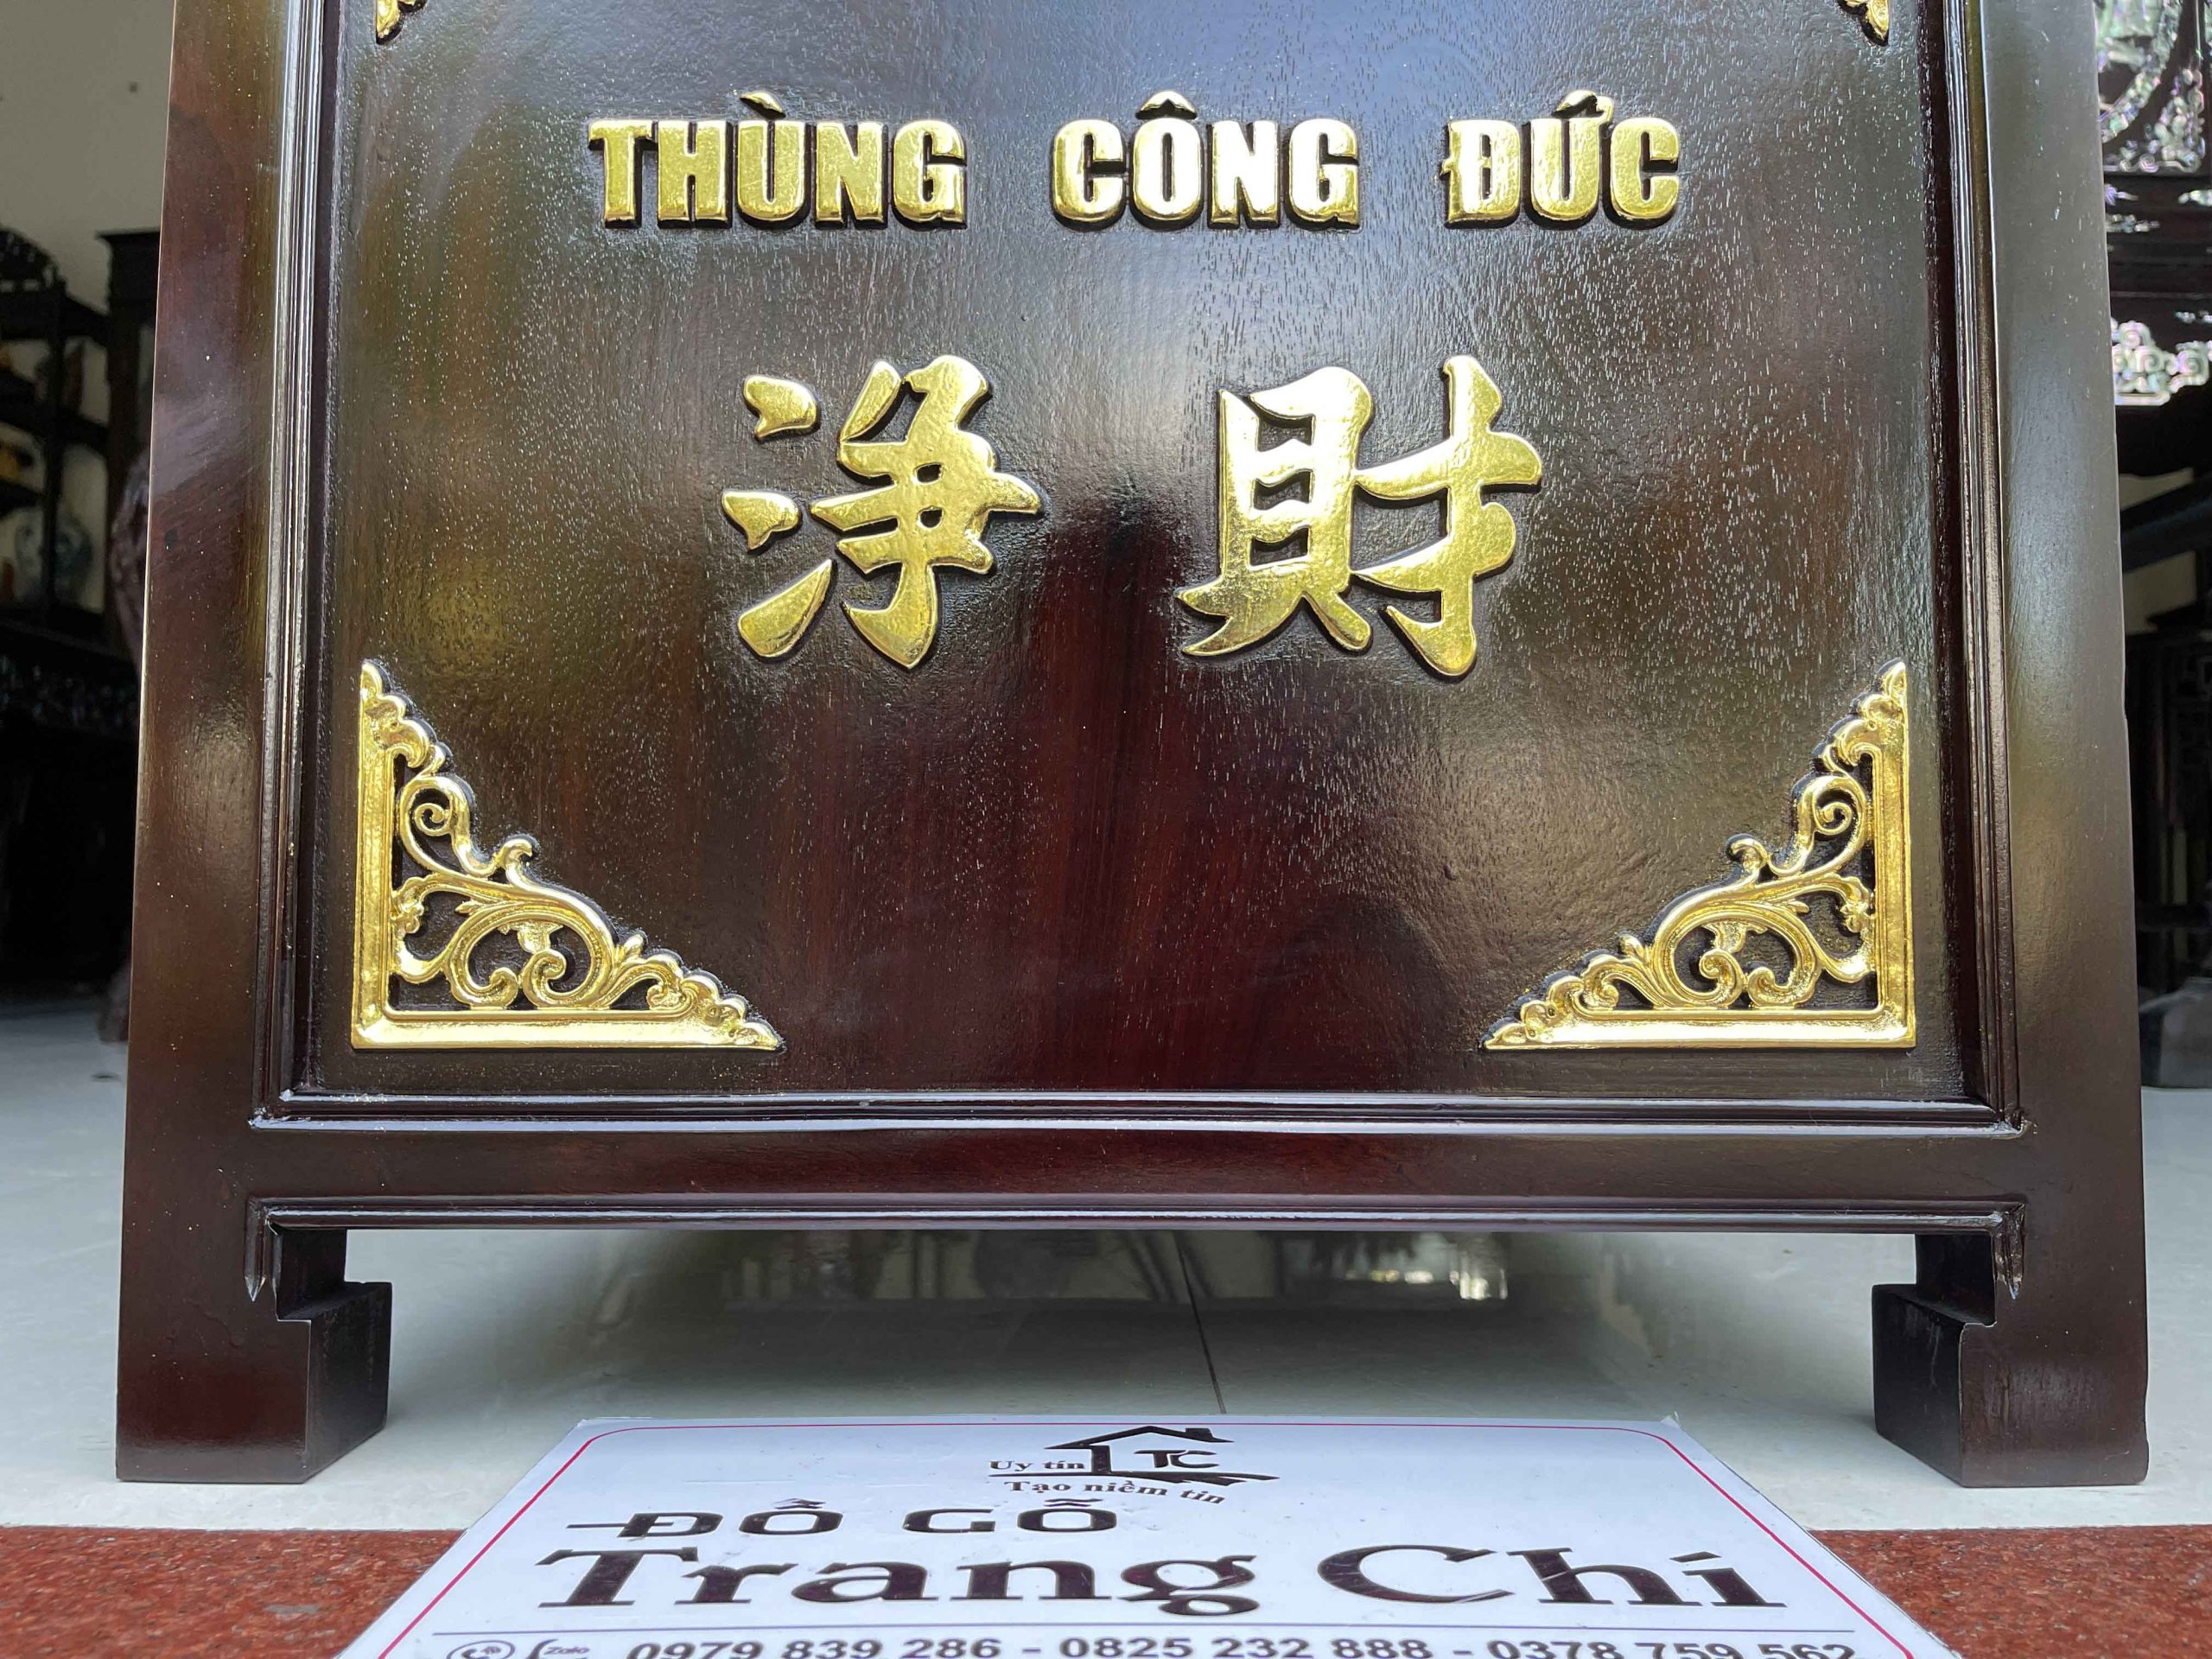 THÙNG CÔNG ĐỨC
淨財
Uy tín TC
Tạo niềm tin
ĐỒ GỖ
Trang Chí
Zalo 0979 839 286 - 0825 232 888 - 0378 759 562